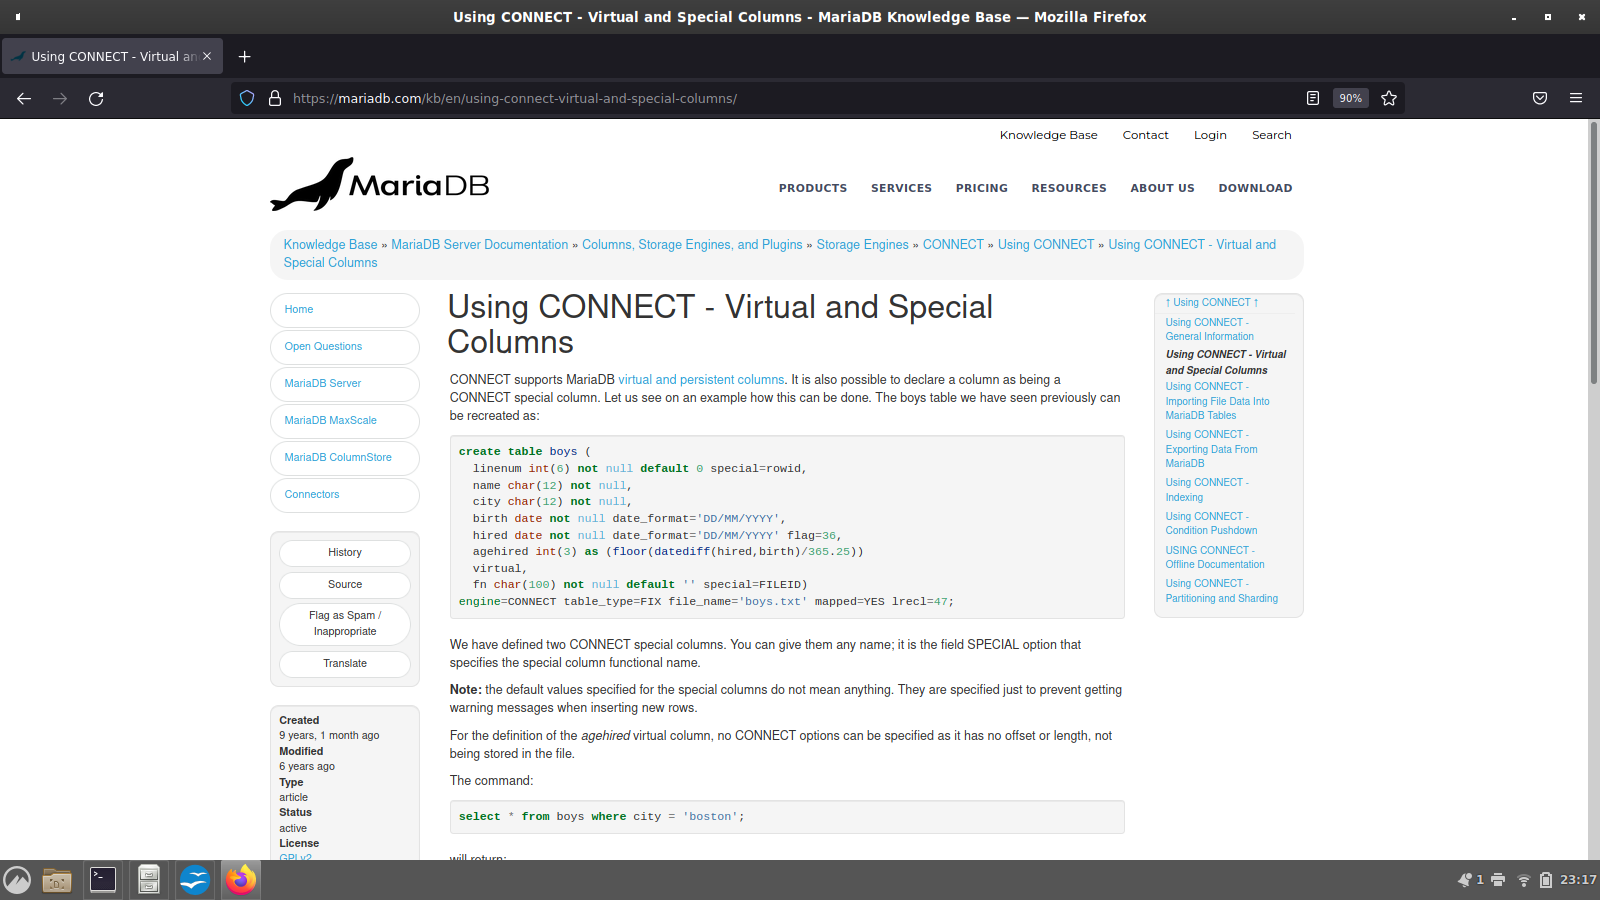 Using CONNECT - Virtual and Special Columns - MariaDB Knowledge Base — Mozilla Firefox
Using CONNECT - Virtual an
https://mariadb.com/kb/en/using-connect-virtual-and-special-columns/
90%
Knowledge Base Contact Login Search
MariaDB
PRODUCTS SERVICES PRICING RESOURCES ABOUT US DOWNLOAD
Knowledge Base » MariaDB Server Documentation » Columns, Storage Engines, and Plugins » Storage Engines » CONNECT » Using CONNECT » Using CONNECT - Virtual and
Special Columns
Home
Open Questions
MariaDB Server
MariaDB MaxScale
MariaDB ColumnStore
Connectors
History
Source
Flag as Spam /
Inappropriate
Translate
Created
9 years, 1 month ago
Modified
6 years ago
Type
article
Status
active
License
GPLv2
Using CONNECT - Virtual and Special
Columns
CONNECT supports MariaDB virtual and persistent columns. It is also possible to declare a column as being a
CONNECT special column. Let us see on an example how this can be done. The boys table we have seen previously can
be recreated as:
create table boys (
  linenum int(6) not null default 0 special=rowid,
  name char(12) not null,
  city char(12) not null,
  birth date not null date_format='DD/MM/YYYY',
  hired date not null date_format='DD/MM/YYYY' flag=36,
  agehired int(3) as (floor(datediff(hired,birth)/365.25))
  virtual,
  fn char(100) not null default '' special=FILEID)
engine=CONNECT table_type=FIX file_name='boys.txt' mapped=YES lrecl=47;
We have defined two CONNECT special columns. You can give them any name; it is the field SPECIAL option that
specifies the special column functional name.
Note: the default values specified for the special columns do not mean anything. They are specified just to prevent getting
warning messages when inserting new rows.
For the definition of the agehired virtual column, no CONNECT options can be specified as it has no offset or length, not
being stored in the file.
The command:
select * from boys where city = 'boston';
will return:
↑ Using CONNECT ↑
Using CONNECT -
General Information
Using CONNECT - Virtual
and Special Columns
Using CONNECT -
Importing File Data Into
MariaDB Tables
Using CONNECT -
Exporting Data From
MariaDB
Using CONNECT -
Indexing
Using CONNECT -
Condition Pushdown
USING CONNECT -
Offline Documentation
Using CONNECT -
Partitioning and Sharding
1
23:17